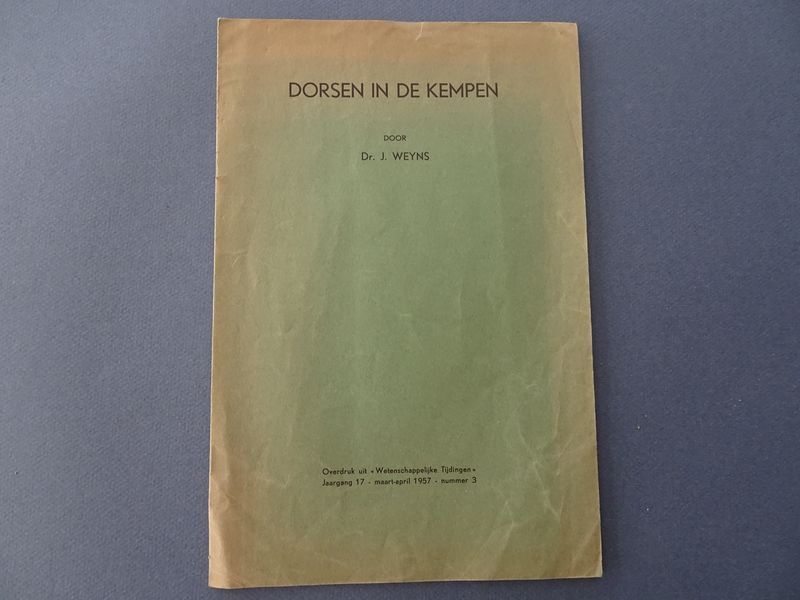 DORSEN IN DE KEMPEN
DOOR
Dr. J. WEYNS
Overdruk uit « Wetenschappelijke Tijdingen »
Jaargang 17 - maart-april 1957 - nummer 3